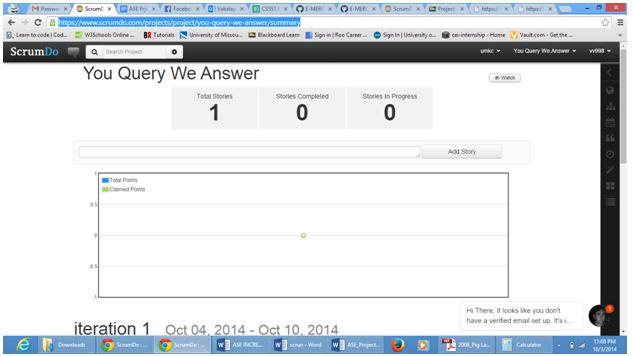 Passwo
ScrumD
ASE Proj
Facebo
Vakalap
CS551 I
E-MER
E-MER
ScrumD
Project
https://
https://
https://www.scrumdo.com/projects/project/you-query-we-answer/summary
Learn to code | Cod...
W3Schools Online ...
Tutorials
University of Missou...
Blackboard Learn
Sign in | Roo Career ...
Sign In | University o...
cei-internship - Home
Vault.com - Get the ...
ScrumDo
Search Project
umkc
You Query We Answer
vv998
You Query We Answer
Watch
Total Stories
Stories Completed
Stories In Progress
1
0
0
Add Story
1
Total Points
Claimed Points
0.5
0
-0.5
-1
Hi There, It looks like you don't
have a verified email set up. It's i...
1
iteration 1 Oct 04, 2014 - Oct 10, 2014
Downloads
ScrumDo : ...
ScrumDo : ...
ASE INCRE...
scrun - Word
ASE_Project...
2008_Pig La...
Calculator
11:08 PM
10/3/2014